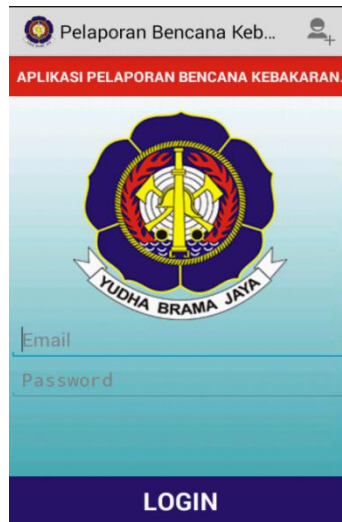 Pelaporan Bencana Keb...
APLIKASI PELAPORAN BENCANA KEBAKARAN.
YUDHA BRAMA JAYA
Email
Password
LOGIN